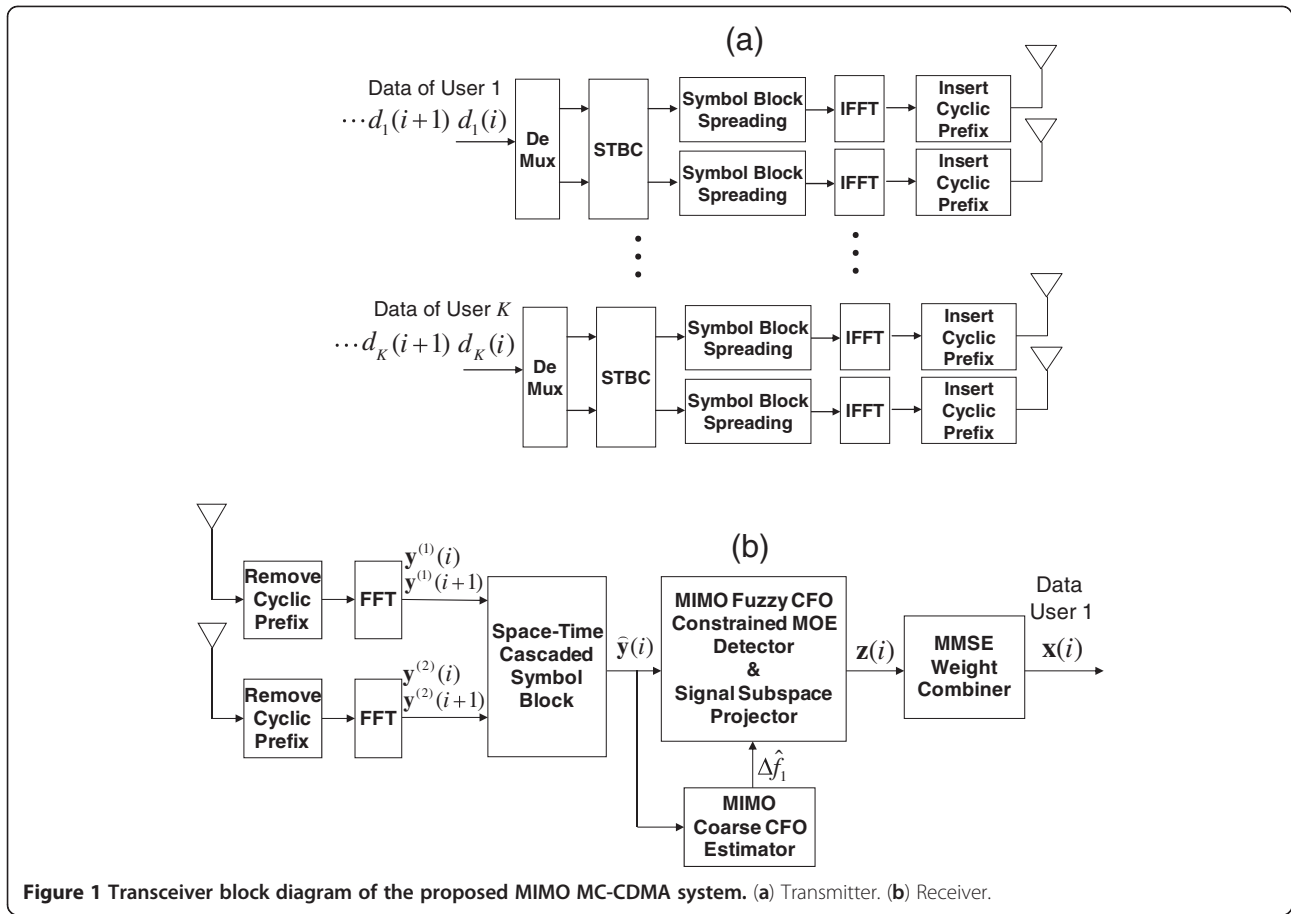 (a)
Data of User 1
⋯d₁(i+1) d₁(i)
De
Mux
STBC
Symbol Block
Spreading
IFFT
Insert
Cyclic
Prefix
Symbol Block
Spreading
IFFT
Insert
Cyclic
Prefix
Data of User K
⋯d_K(i+1) d_K(i)
De
Mux
STBC
Symbol Block
Spreading
IFFT
Insert
Cyclic
Prefix
Symbol Block
Spreading
IFFT
Insert
Cyclic
Prefix
(b)
Remove
Cyclic
Prefix
FFT
y⁽¹⁾(i)
y⁽¹⁾(i+1)
Remove
Cyclic
Prefix
FFT
y⁽²⁾(i)
y⁽²⁾(i+1)
Space-Time
Cascaded
Symbol
Block
ŷ(i)
MIMO Fuzzy CFO
Constrained MOE
Detector
&
Signal Subspace
Projector
z(i)
MMSE
Weight
Combiner
Data
User 1
x(i)
Δf̂₁
MIMO
Coarse CFO
Estimator
Figure 1 Transceiver block diagram of the proposed MIMO MC-CDMA system. (a) Transmitter. (b) Receiver.